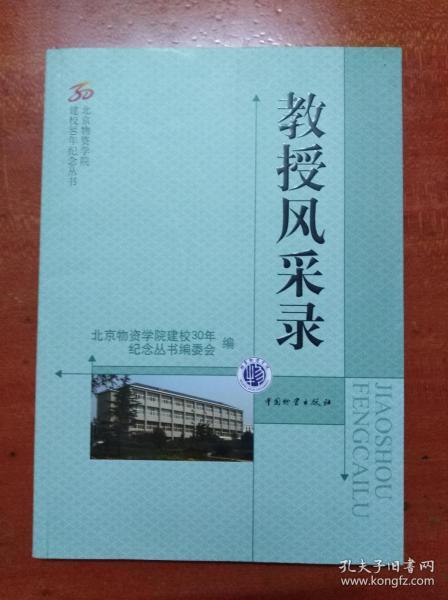 30
北京物资学院
建校30年纪念丛书
教授风采录
北京物资学院建校30年
纪念丛书编委会 编
中国物资出版社
JIAOSHOU
FENGCAILU
孔夫子旧书网
www.kongfz.com